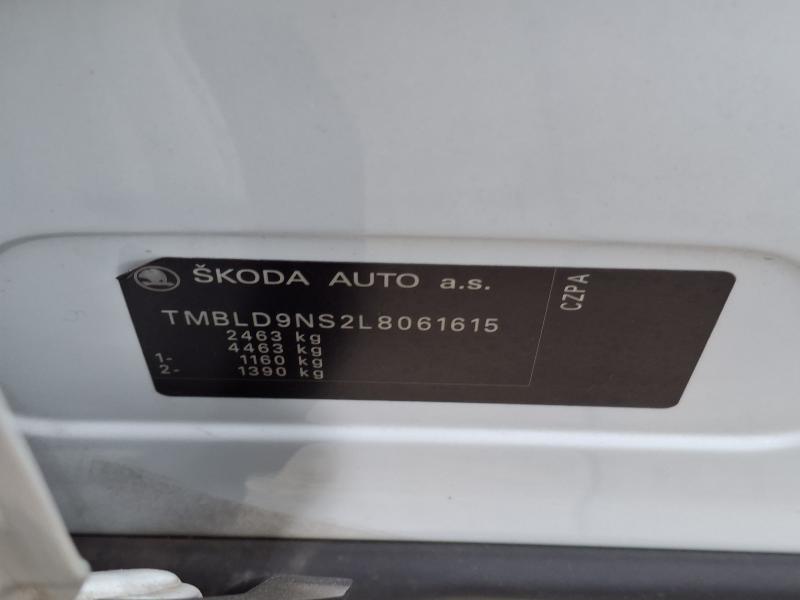 ŠKODA AUTO a.s.
TMBLD9NS2L8061615
2463 kg
4463 kg
1- 1160 kg
2- 1390 kg
CZPA